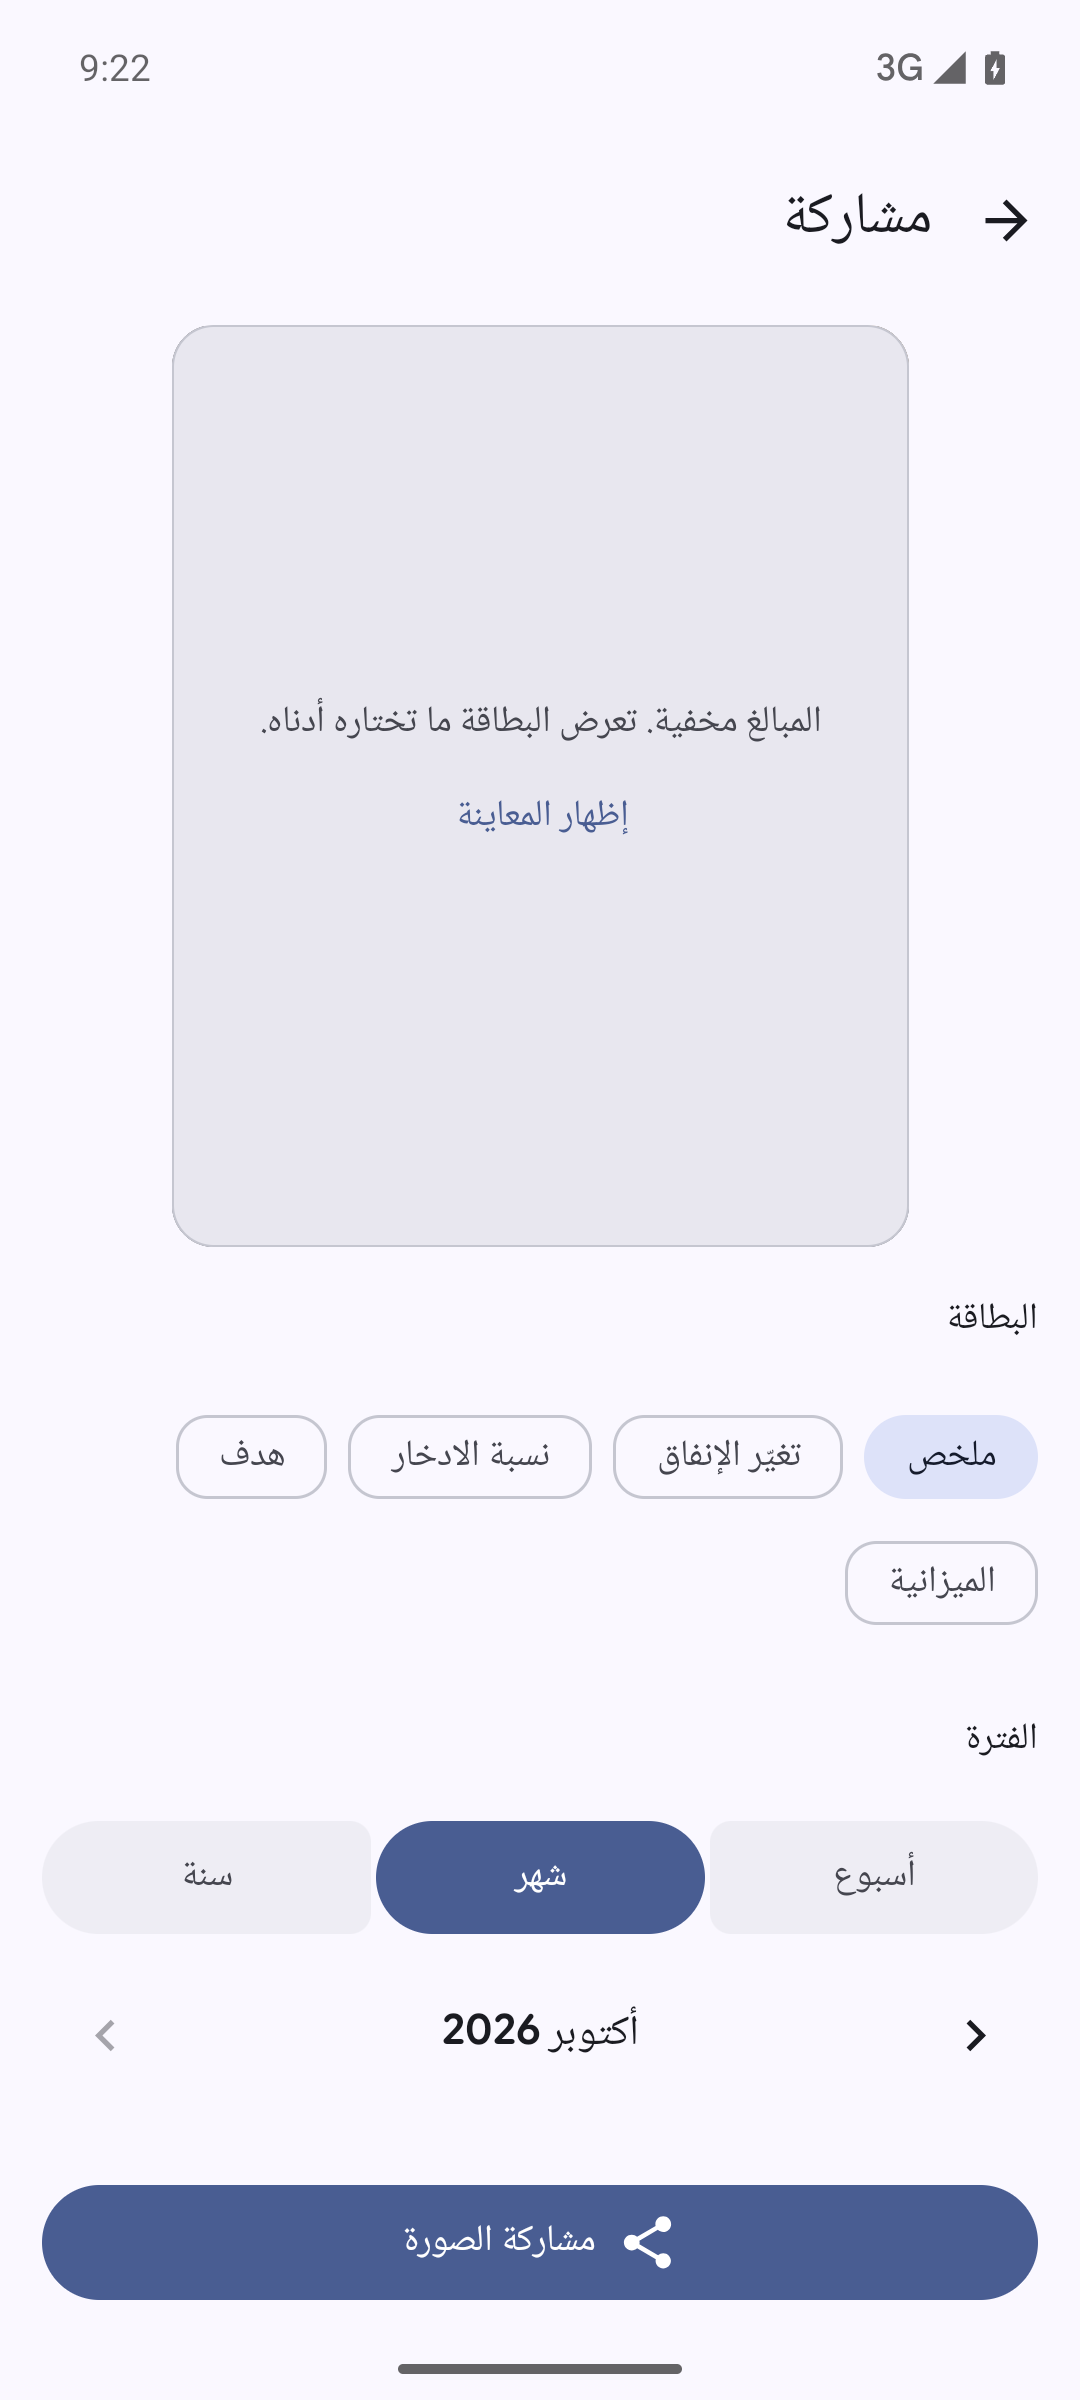 9:22
3G
مشاركة
المبالغ مخفية. تعرض البطاقة ما تختاره أدناه.
إظهار المعاينة
البطاقة
ملخص
تغيّر الإنفاق
نسبة الادخار
هدف
الميزانية
الفترة
أسبوع
شهر
سنة
أكتوبر 2026
مشاركة الصورة